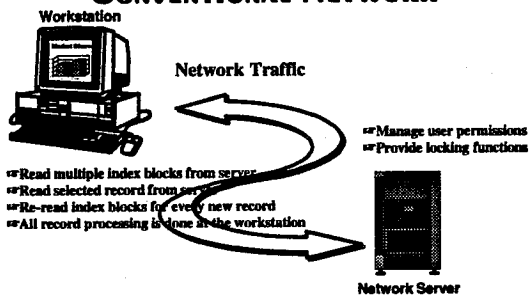 CONVENTIONAL NETWORK
Workstation
Network Traffic
☞Manage user permissions
☞Provide locking functions
☞Read multiple index blocks from server
☞Read selected record from server
☞Re-read index blocks for every new record
☞All record processing is done at the workstation
Network Server